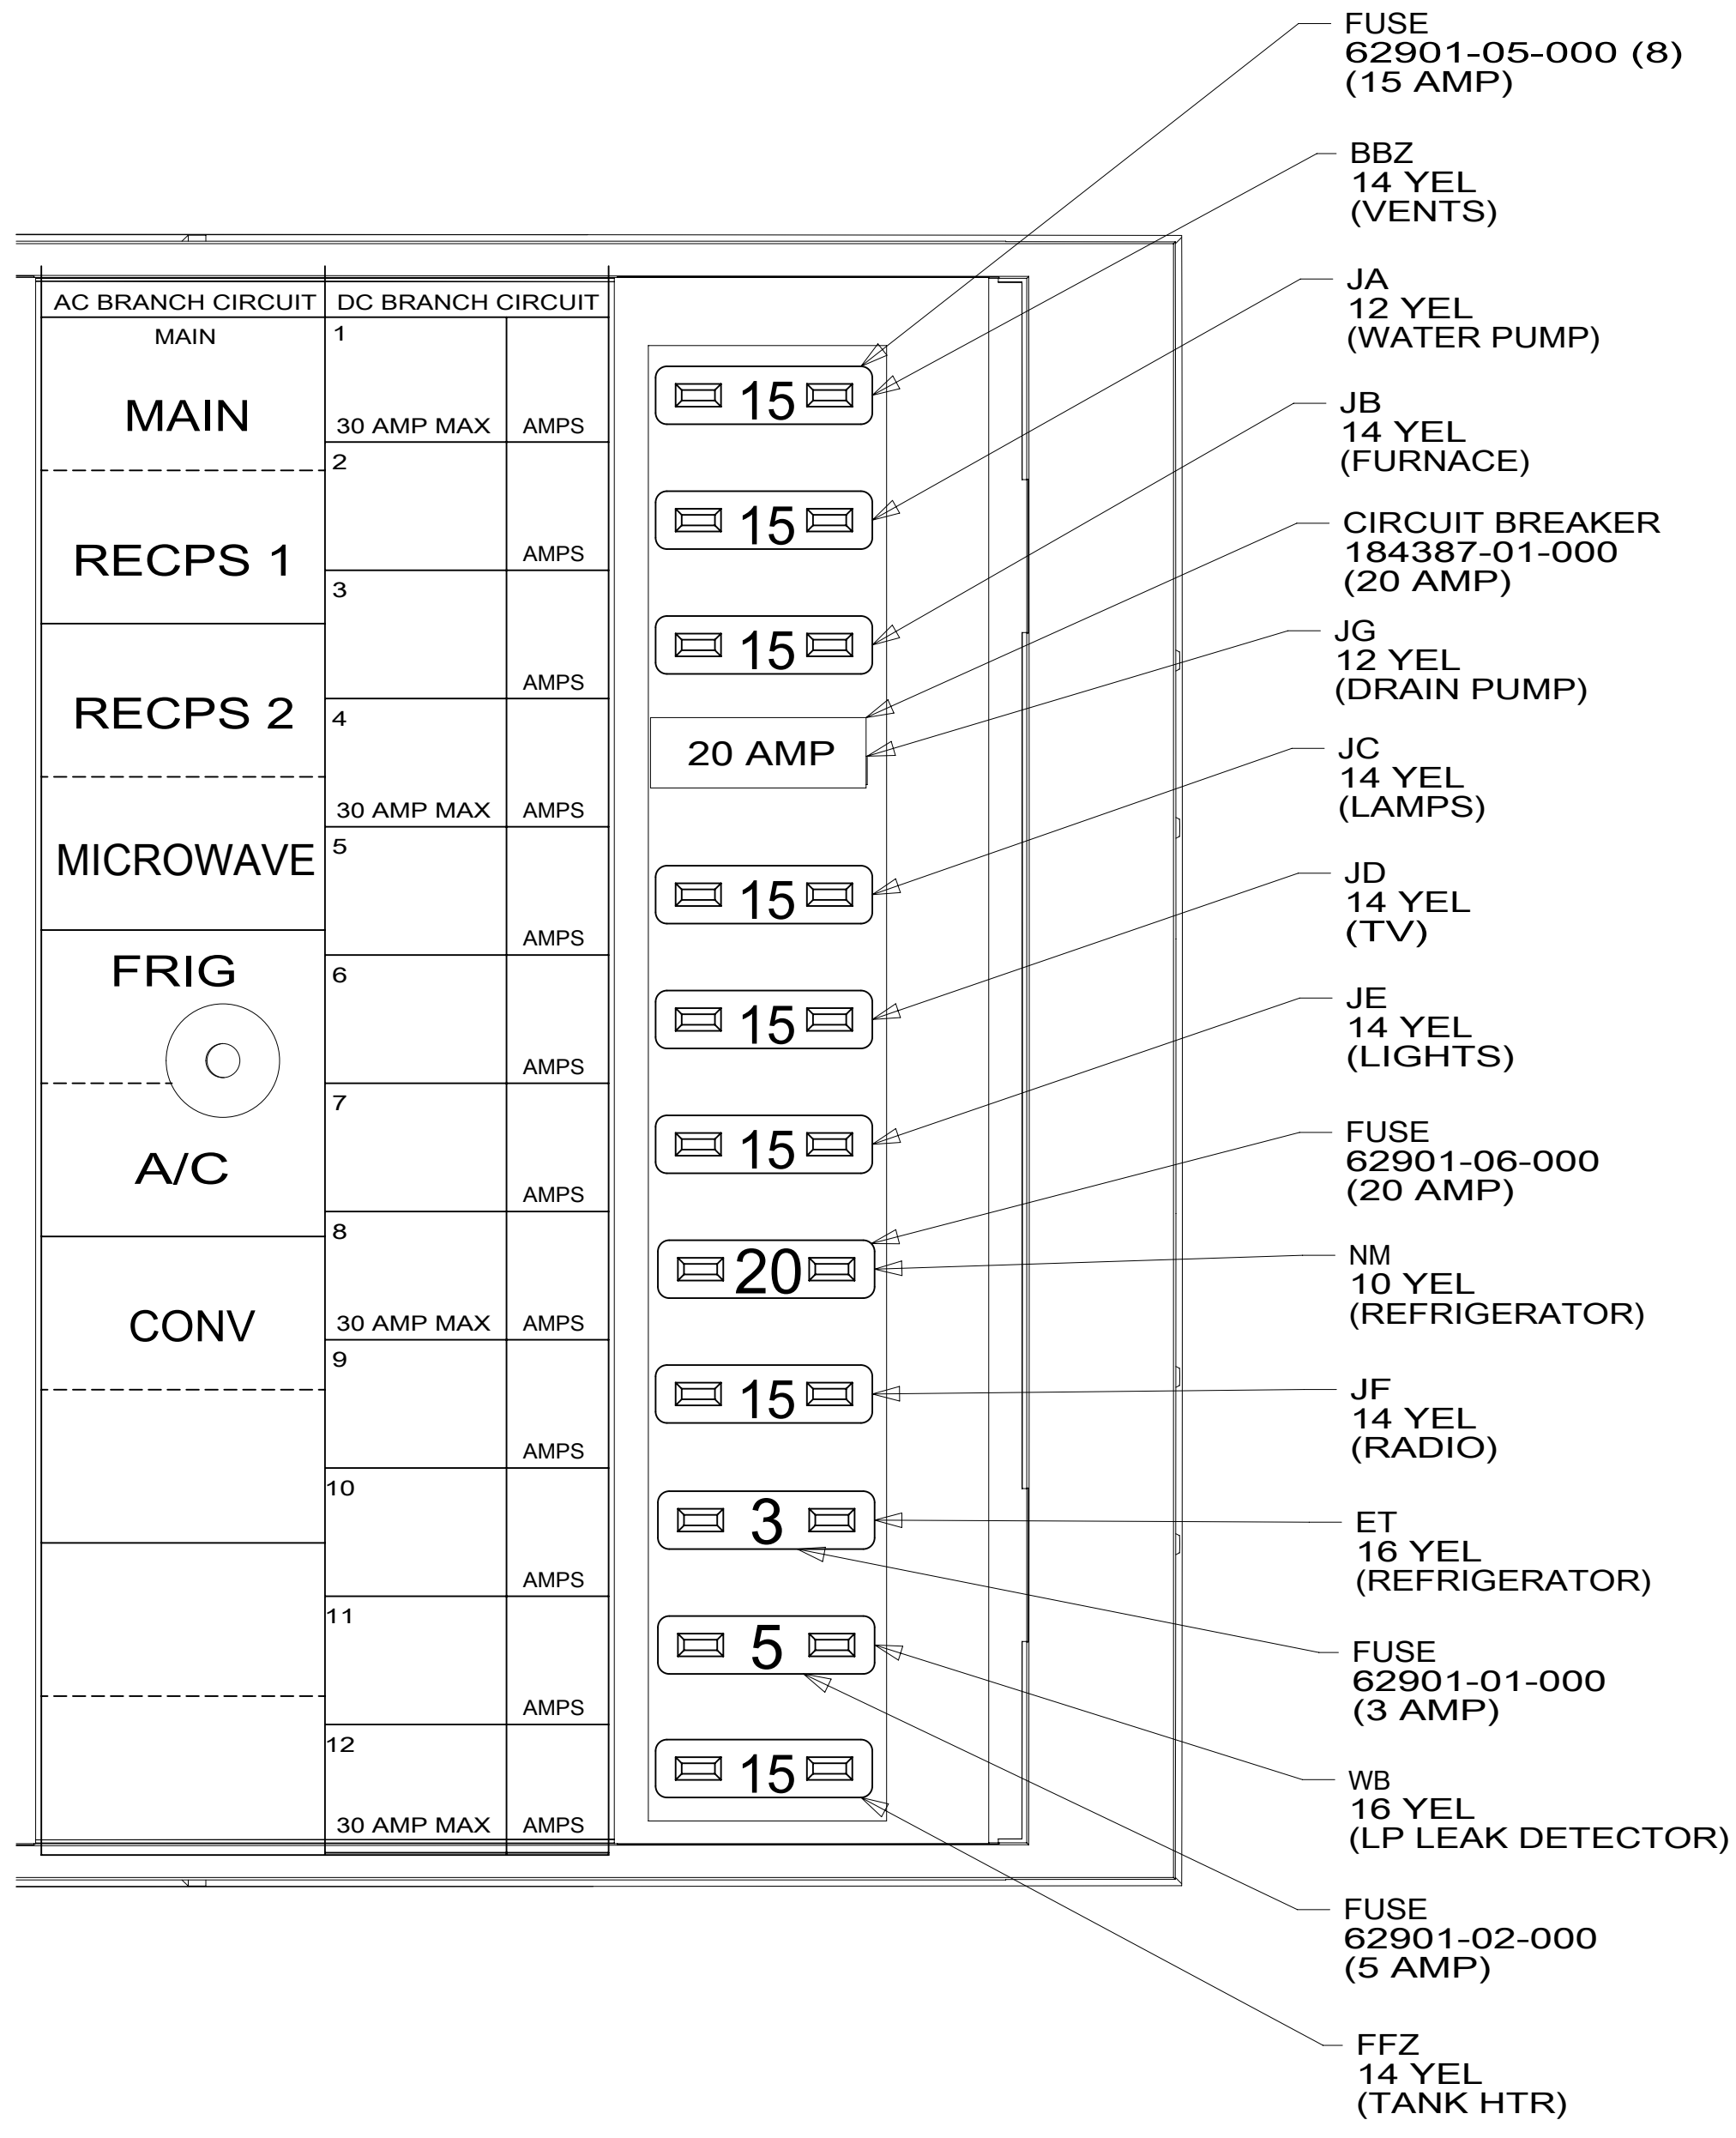 AC BRANCH CIRCUIT
MAIN
MAIN
RECPS 1
RECPS 2
MICROWAVE
FRIG
A/C
CONV
DC BRANCH CIRCUIT
1
30 AMP MAX AMPS
2
AMPS
3
AMPS
4
30 AMP MAX AMPS
5
AMPS
6
AMPS
7
AMPS
8
30 AMP MAX AMPS
9
AMPS
10
AMPS
11
AMPS
12
30 AMP MAX AMPS
15
15
15
20 AMP
15
15
15
20
15
3
5
15
FUSE
62901-05-000 (8)
(15 AMP)
BBZ
14 YEL
(VENTS)
JA
12 YEL
(WATER PUMP)
JB
14 YEL
(FURNACE)
CIRCUIT BREAKER
184387-01-000
(20 AMP)
JG
12 YEL
(DRAIN PUMP)
JC
14 YEL
(LAMPS)
JD
14 YEL
(TV)
JE
14 YEL
(LIGHTS)
FUSE
62901-06-000
(20 AMP)
NM
10 YEL
(REFRIGERATOR)
JF
14 YEL
(RADIO)
ET
16 YEL
(REFRIGERATOR)
FUSE
62901-01-000
(3 AMP)
WB
16 YEL
(LP LEAK DETECTOR)
FUSE
62901-02-000
(5 AMP)
FFZ
14 YEL
(TANK HTR)